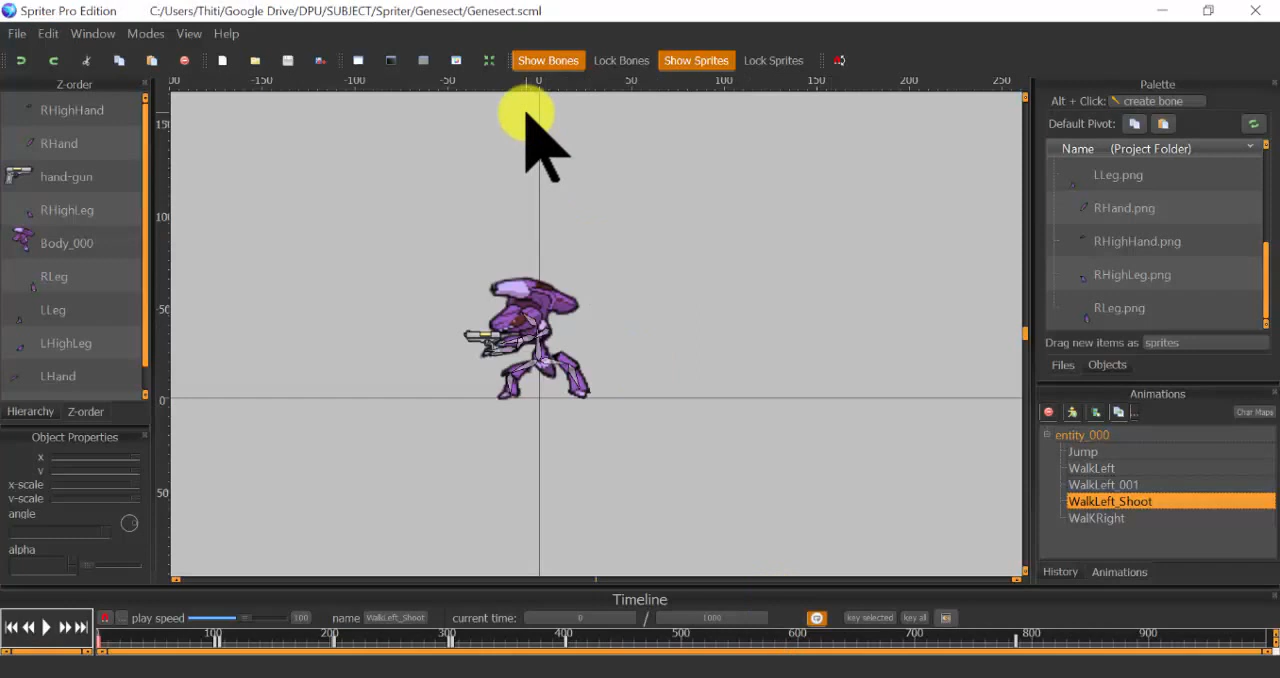 Spriter Pro Edition C:/Users/Thiti/Google Drive/DPU/SUBJECT/Spriter/Genesect/Genesect.scml
File Edit Window Modes View Help
Show Bones Lock Bones Show Sprites Lock Sprites
Z-order
RHighHand
RHand
hand-gun
RHighLeg
Body_000
RLeg
LLeg
LHighLeg
LHand
Hierarchy Z-order
Object Properties
x
x-scale
angle
alpha
-100 -50 0 50 100 150 200 250
Palette
Alt + Click: create bone
Default Pivot:
Name (Project Folder)
LLeg.png
RHand.png
RHighHand.png
RHighLeg.png
RLeg.png
Drag new items as sprites
Files Objects
Animations
Char Maps
entity_000
Jump
WalkLeft
WalkLeft_001
WalkLeft_Shoot
WalKRight
History Animations
Timeline
play speed 100 name WalkLeft_Shoot current time: 0 / 1000 key selected key all
100 200 300 400 500 600 700 800 900